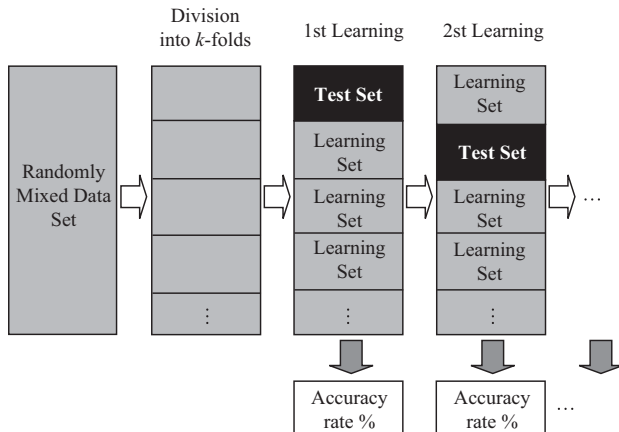 Division
into k-folds
1st Learning
2st Learning
Randomly
Mixed Data
Set
⋮
Test Set
Learning
Set
Learning
Set
Learning
Set
⋮
Learning
Set
Test Set
Learning
Set
Learning
Set
⋮
...
Accuracy
rate %
Accuracy
rate %
...